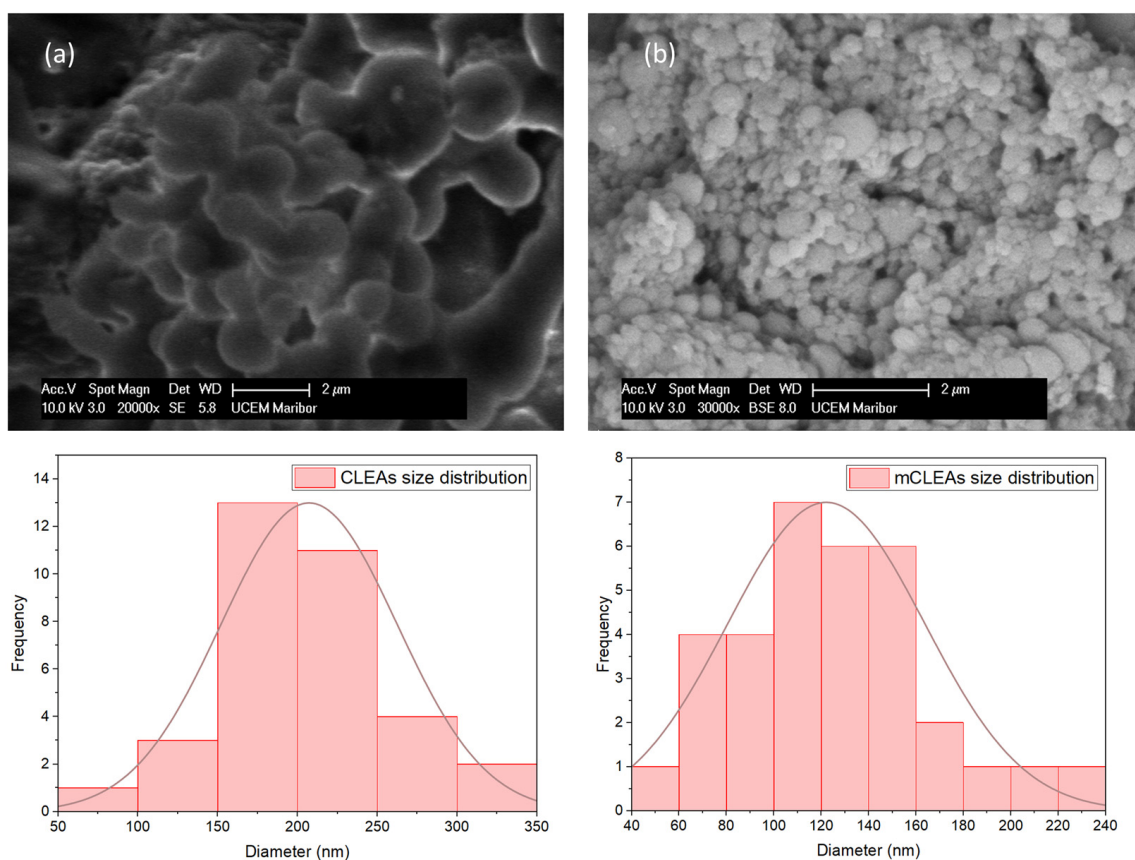 (a)
Acc.V Spot Magn Det WD 2 µm
10.0 kV 3.0 20000x SE 5.8 UCEM Maribor
(b)
Acc.V Spot Magn Det WD 2 µm
10.0 kV 3.0 30000x BSE 8.0 UCEM Maribor
CLEAs size distribution
Frequency
14
12
10
8
6
4
2
0
50 100 150 200 250 300 350
Diameter (nm)
mCLEAs size distribution
Frequency
8
7
6
5
4
3
2
1
0
40 60 80 100 120 140 160 180 200 220 240
Diameter (nm)